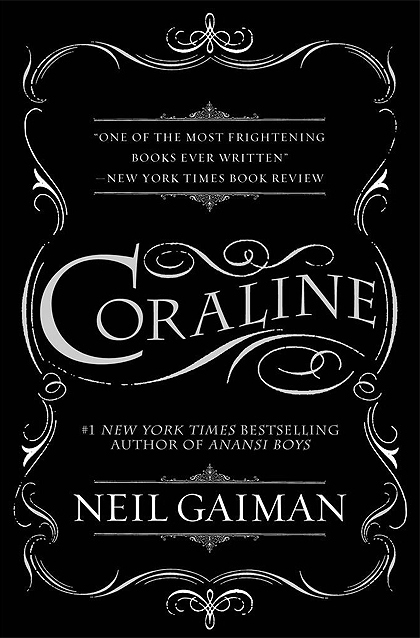 "ONE OF THE MOST FRIGHTENING
BOOKS EVER WRITTEN"
—NEW YORK TIMES BOOK REVIEW
CORALINE
#1 NEW YORK TIMES BESTSELLING
AUTHOR OF ANANSI BOYS
NEIL GAIMAN